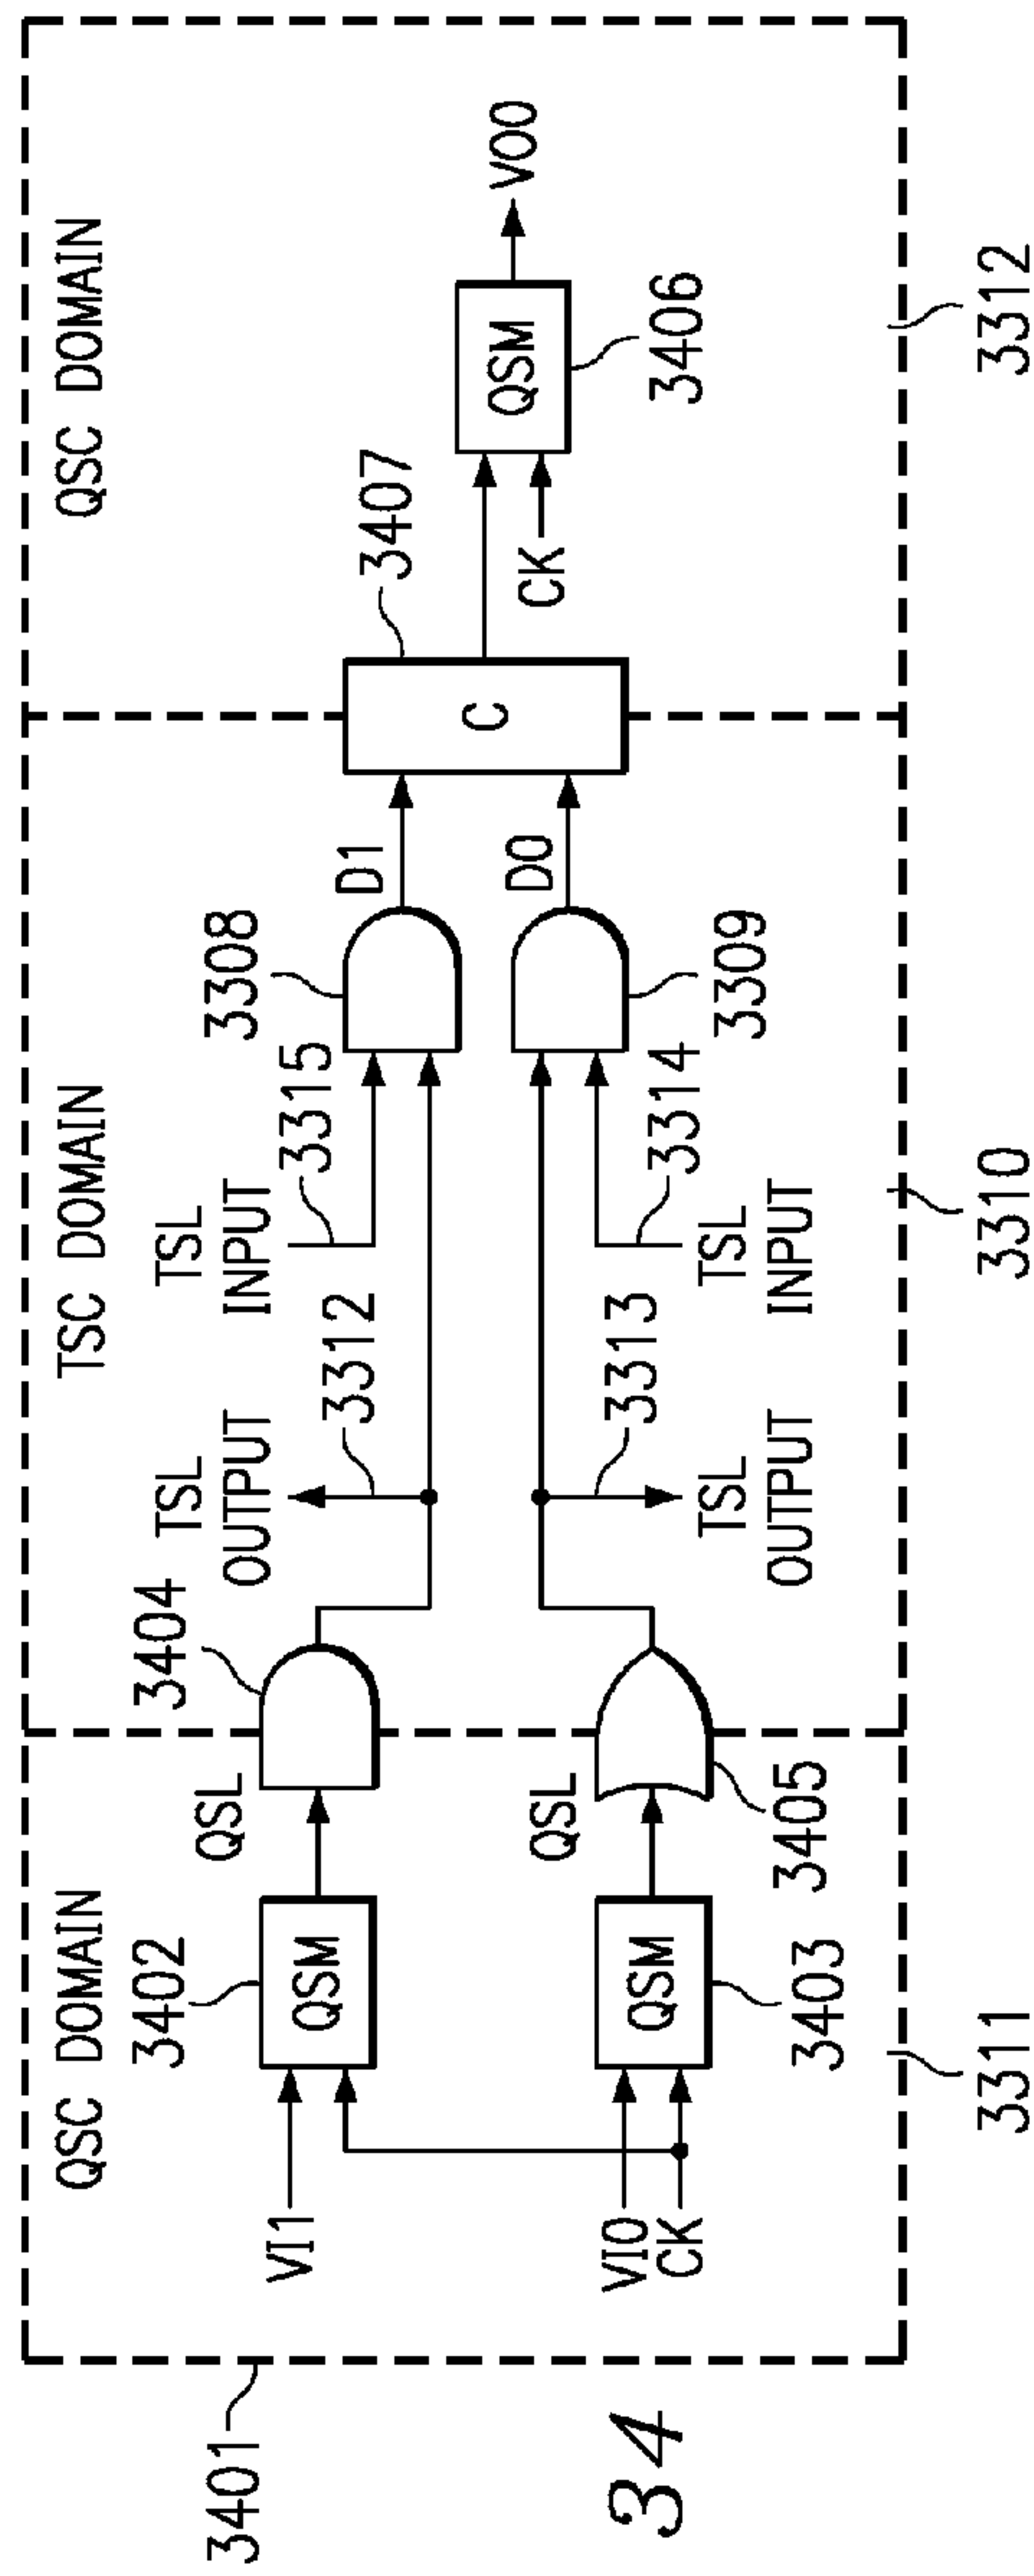 3401
QSC DOMAIN
TSC DOMAIN
QSC DOMAIN
3402
QSL
3404
TSL
OUTPUT
TSL
INPUT
3308
3312
3315
D1
3407
VI1
QSM
C
QSM
VOO
CK
3406
VIO
CK
QSM
QSL
3403
3405
3313
3314
D0
3309
TSL
OUTPUT
TSL
INPUT
3311
3310
3312
34